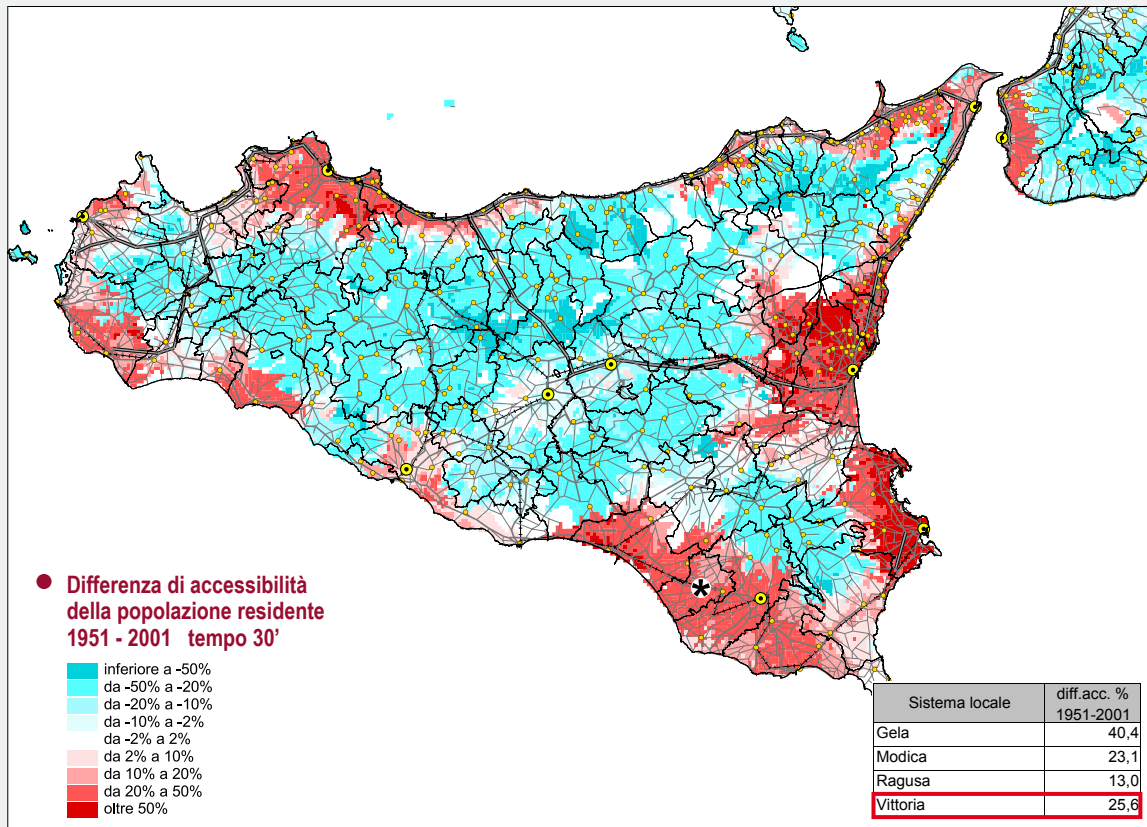 Differenza di accessibilità
della popolazione residente
1951 - 2001 tempo 30'
inferiore a -50%
da -50% a -20%
da -20% a -10%
da -10% a -2%
da -2% a 2%
da 2% a 10%
da 10% a 20%
da 20% a 50%
oltre 50%
Sistema locale diff.acc. %
1951-2001
Gela 40,4
Modica 23,1
Ragusa 13,0
Vittoria 25,6